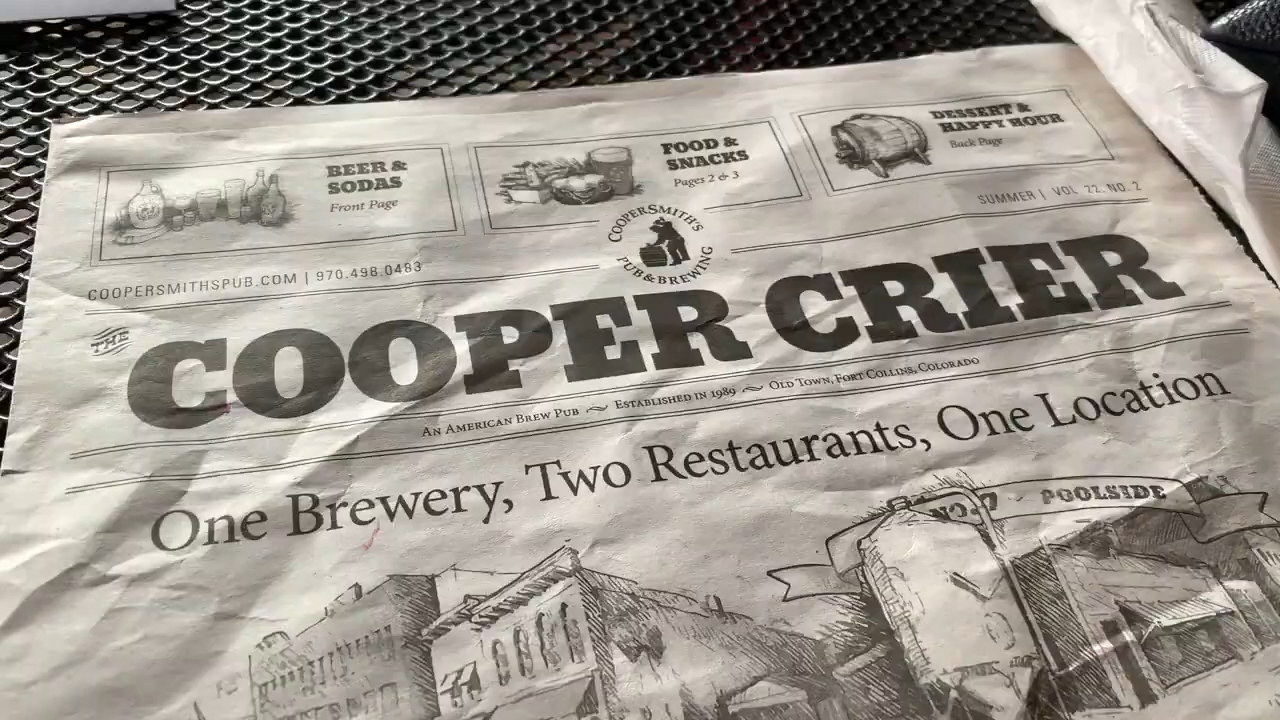 BEER &
SODAS
Front Page
FOOD &
SNACKS
Pages 2 & 3
DESSERT &
HAPPY HOUR
Back Page
COOPERSMITHSPUB.COM | 970.498.0483
COOPERSMITH'S
PUB & BREWING
SUMMER | VOL 22, NO. 2
THE
COOPER CRIER
AN AMERICAN BREW PUB ~ ESTABLISHED IN 1989 ~ OLD TOWN, FORT COLLINS, COLORADO
One Brewery, Two Restaurants, One Location
POOLSIDE